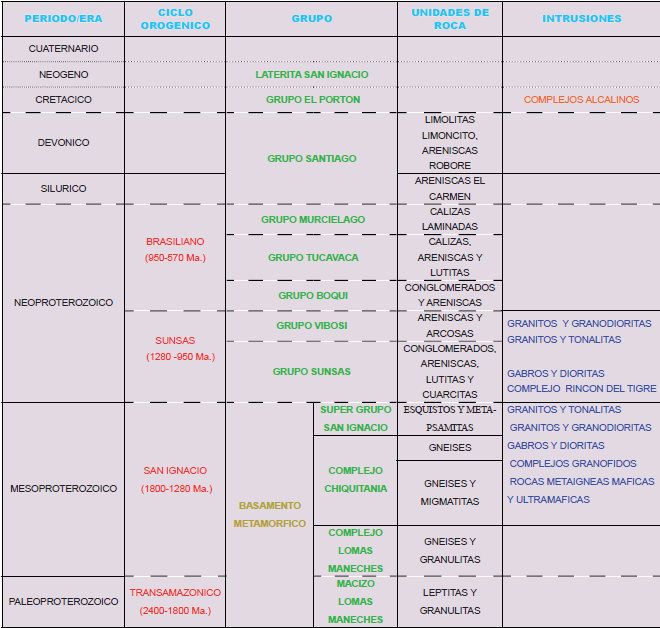 PERIODO/ERA
CICLO
OROGENICO
GRUPO
UNIDADES DE
ROCA
INTRUSIONES
CUATERNARIO
NEOGENO
LATERITA SAN IGNACIO
CRETACICO
GRUPO EL PORTON
COMPLEJOS ALCALINOS
DEVONICO
GRUPO SANTIAGO
LIMOLITAS
LIMONCITO,
ARENISCAS
ROBORE
SILURICO
ARENISCAS EL
CARMEN
NEOPROTEROZOICO
BRASILIANO
(950-570 Ma.)
GRUPO MURCIELAGO
CALIZAS
LAMINADAS
GRUPO TUCAVACA
CALIZAS,
ARENISCAS Y
LUTITAS
GRUPO BOQUI
CONGLOMERADOS
Y ARENISCAS
SUNSAS
(1280 -950 Ma.)
GRUPO VIBOSI
ARENISCAS Y
ARCOSAS
GRANITOS Y GRANODIORITAS
GRANITOS Y TONALITAS
GRUPO SUNSAS
CONGLOMERADOS,
ARENISCAS,
LUTITAS Y
CUARCITAS
GABROS Y DIORITAS
COMPLEJO RINCON DEL TIGRE
MESOPROTEROZOICO
SAN IGNACIO
(1800-1280 Ma.)
BASAMENTO
METAMORFICO
SUPER GRUPO
SAN IGNACIO
ESQUISTOS Y META-
PSAMITAS
GRANITOS Y TONALITAS
GRANITOS Y GRANODIORITAS
COMPLEJO
CHIQUITANIA
GNEISES
GNEISES Y
MIGMATITAS
GABROS Y DIORITAS
COMPLEJOS GRANOFIDOS
ROCAS METAIGNEAS MAFICAS
Y ULTRAMAFICAS
COMPLEJO
LOMAS
MANECHES
GNEISES Y
GRANULITAS
PALEOPROTEROZOICO
TRANSAMAZONICO
(2400-1800 Ma.)
MACIZO
LOMAS
MANECHES
LEPTITAS Y
GRANULITAS